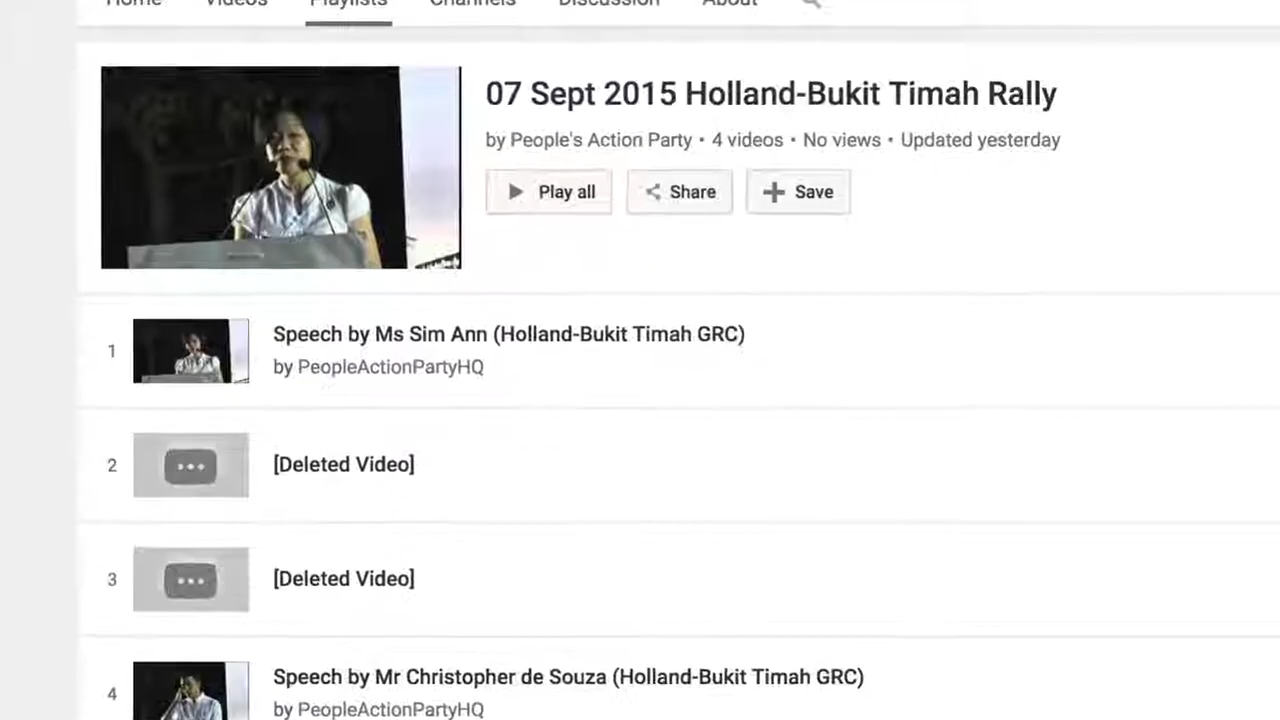 Home Videos Playlists Channels Discussion About
07 Sept 2015 Holland-Bukit Timah Rally
by People's Action Party • 4 videos • No views • Updated yesterday
Play all Share Save
1
Speech by Ms Sim Ann (Holland-Bukit Timah GRC)
by PeopleActionPartyHQ
2
[Deleted Video]
3
[Deleted Video]
4
Speech by Mr Christopher de Souza (Holland-Bukit Timah GRC)
by PeopleActionPartyHQ